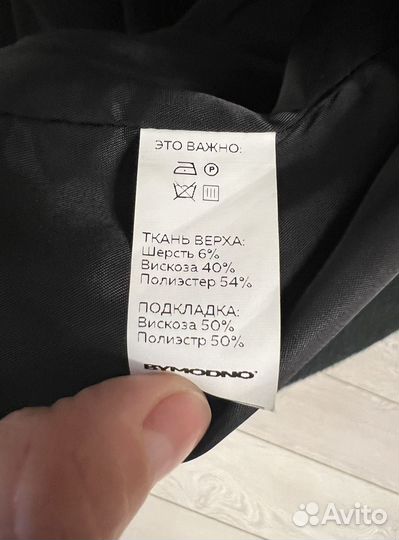 ЭТО ВАЖНО:
P
ТКАНЬ ВЕРХА:
Шерсть 6%
Вискоза 40%
Полиэстер 54%
ПОДКЛАДКА:
Вискоза 50%
Полиэстр 50%
BYMODNO
Avito